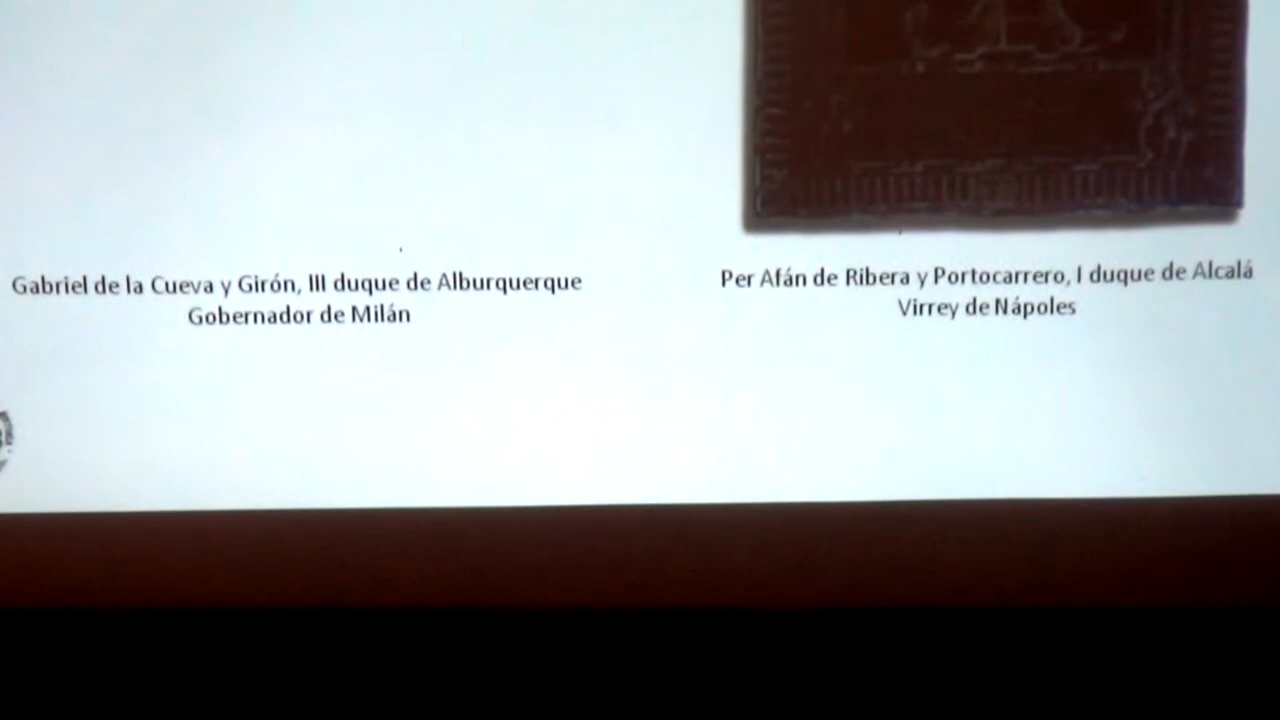 Gabriel de la Cueva y Girón, III duque de Alburquerque
Gobernador de Milán
Per Afán de Ribera y Portocarrero, I duque de Alcalá
Virrey de Nápoles